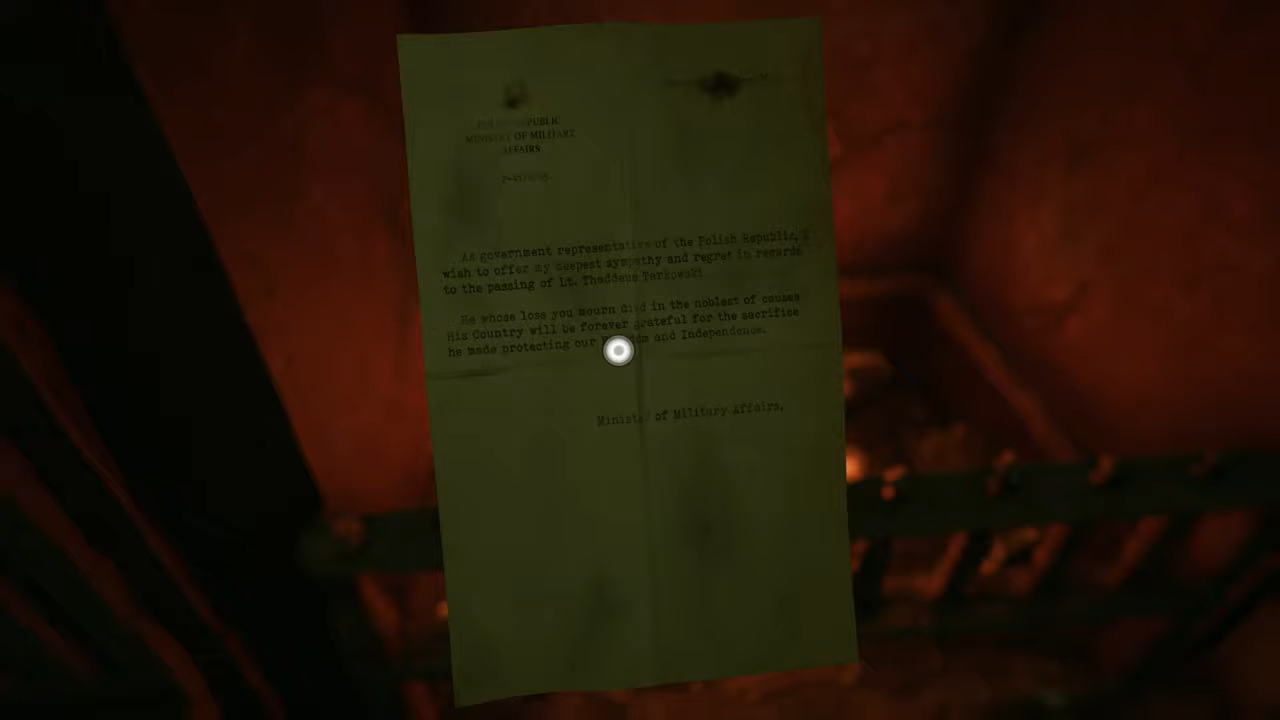 REPUBLIC
MINISTRY OF MILITARY
AFFAIRS
As government representative of the Polish Republic, I
wish to offer my deepest sympathy and regret in regards
to the passing of Lt. Thaddeus Tarkowski
He whose loss you mourn died in the noblest of causes
His Country will be forever grateful for the sacrifice
he made protecting our and Independence.
Minister of Military Affairs,